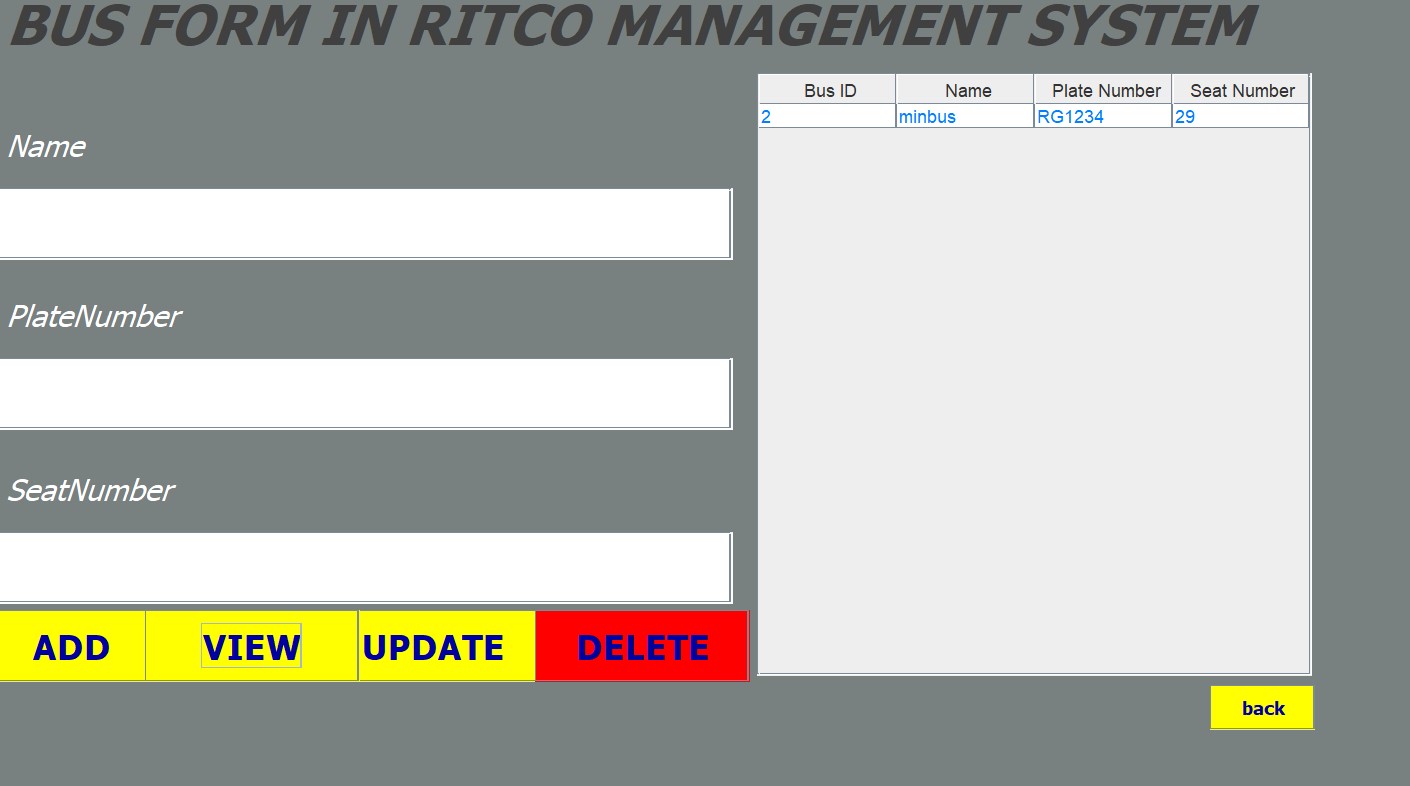 BUS FORM IN RITCO MANAGEMENT SYSTEM
Name
PlateNumber
SeatNumber
ADD VIEW UPDATE DELETE
Bus ID Name Plate Number Seat Number
2 minbus RG1234 29
back